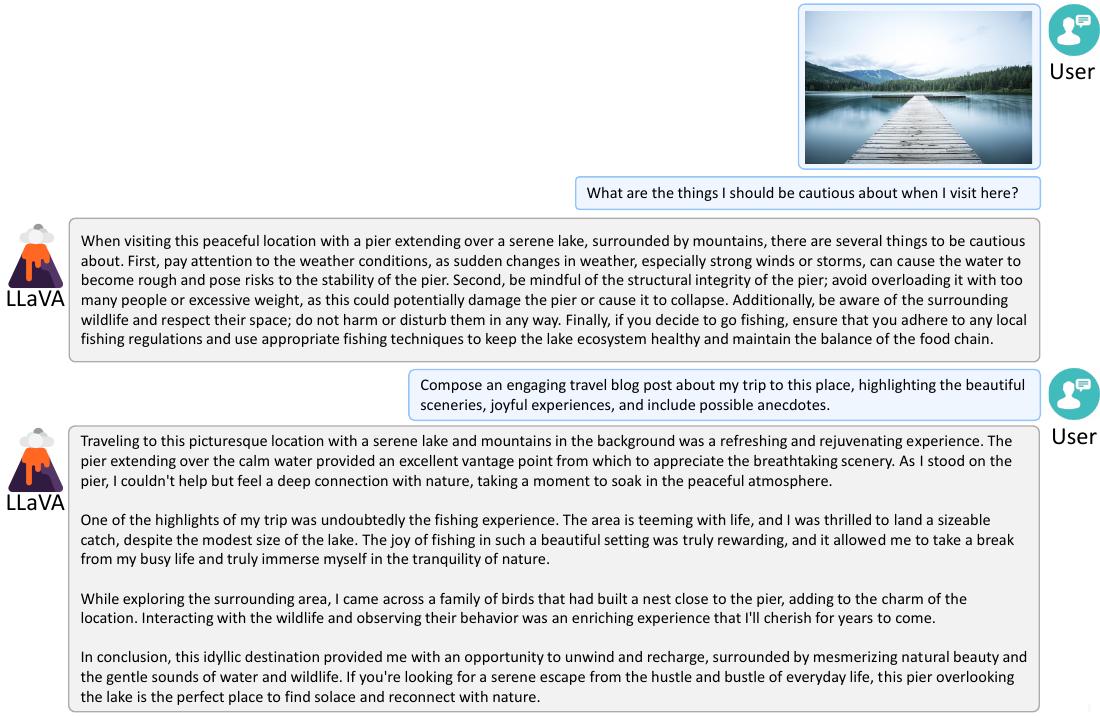 User
What are the things I should be cautious about when I visit here?
LLaVA
When visiting this peaceful location with a pier extending over a serene lake, surrounded by mountains, there are several things to be cautious
about. First, pay attention to the weather conditions, as sudden changes in weather, especially strong winds or storms, can cause the water to
become rough and pose risks to the stability of the pier. Second, be mindful of the structural integrity of the pier; avoid overloading it with too
many people or excessive weight, as this could potentially damage the pier or cause it to collapse. Additionally, be aware of the surrounding
wildlife and respect their space; do not harm or disturb them in any way. Finally, if you decide to go fishing, ensure that you adhere to any local
fishing regulations and use appropriate fishing techniques to keep the lake ecosystem healthy and maintain the balance of the food chain.
User
Compose an engaging travel blog post about my trip to this place, highlighting the beautiful
sceneries, joyful experiences, and include possible anecdotes.
LLaVA
Traveling to this picturesque location with a serene lake and mountains in the background was a refreshing and rejuvenating experience. The
pier extending over the calm water provided an excellent vantage point from which to appreciate the breathtaking scenery. As I stood on the
pier, I couldn't help but feel a deep connection with nature, taking a moment to soak in the peaceful atmosphere.
One of the highlights of my trip was undoubtedly the fishing experience. The area is teeming with life, and I was thrilled to land a sizeable
catch, despite the modest size of the lake. The joy of fishing in such a beautiful setting was truly rewarding, and it allowed me to take a break
from my busy life and truly immerse myself in the tranquility of nature.
While exploring the surrounding area, I came across a family of birds that had built a nest close to the pier, adding to the charm of the
location. Interacting with the wildlife and observing their behavior was an enriching experience that I'll cherish for years to come.
In conclusion, this idyllic destination provided me with an opportunity to unwind and recharge, surrounded by mesmerizing natural beauty and
the gentle sounds of water and wildlife. If you're looking for a serene escape from the hustle and bustle of everyday life, this pier overlooking
the lake is the perfect place to find solace and reconnect with nature.